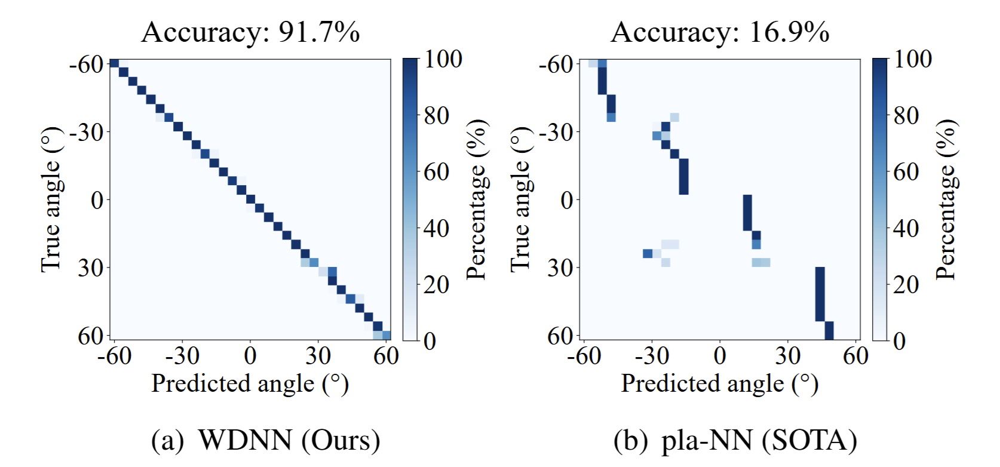 Accuracy: 91.7%
True angle (°)
-60
-30
0
30
60
-60 -30 0 30 60
Predicted angle (°)
100
80
60
40
20
0
Percentage (%)
(a) WDNN (Ours)
Accuracy: 16.9%
True angle (°)
-60
-30
0
30
60
-60 -30 0 30 60
Predicted angle (°)
100
80
60
40
20
0
Percentage (%)
(b) pla-NN (SOTA)